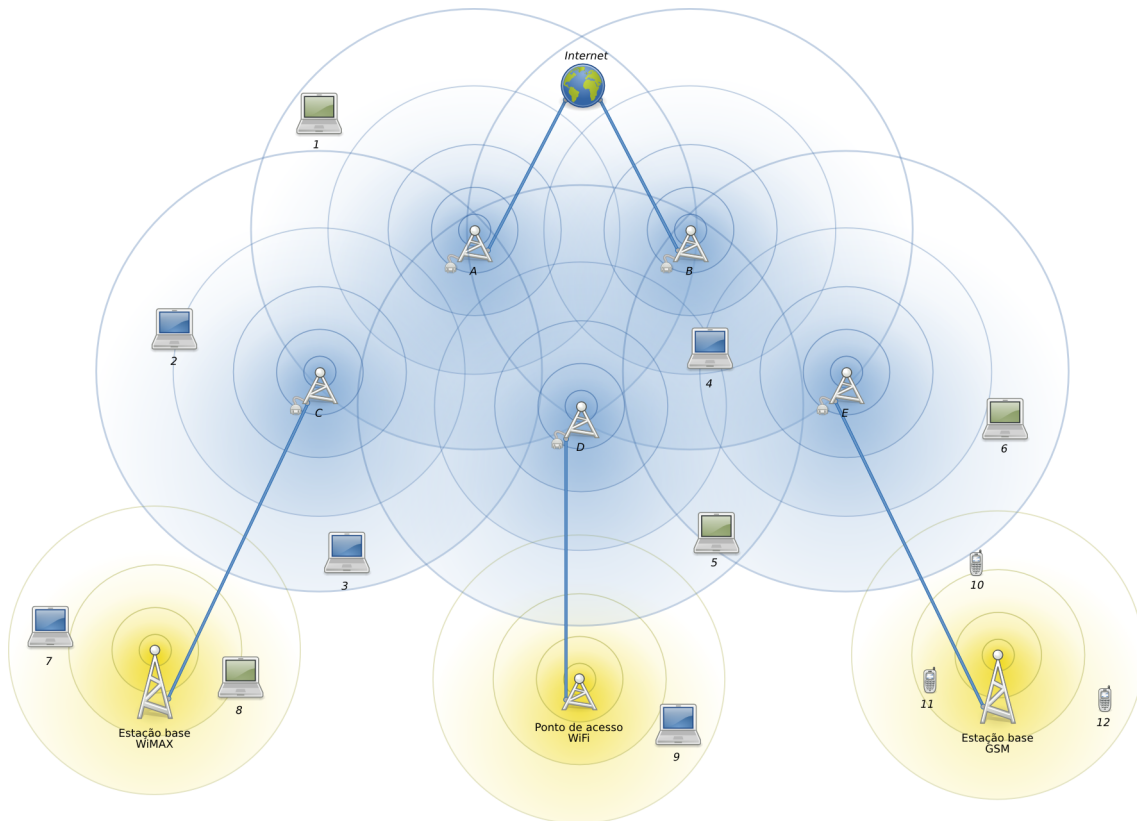 Internet
1
A
B
2
4
C
E
D
6
3
5
10
7
8
11
12
Estação base
WiMAX
Ponto de acesso
WiFi
9
Estação base
GSM